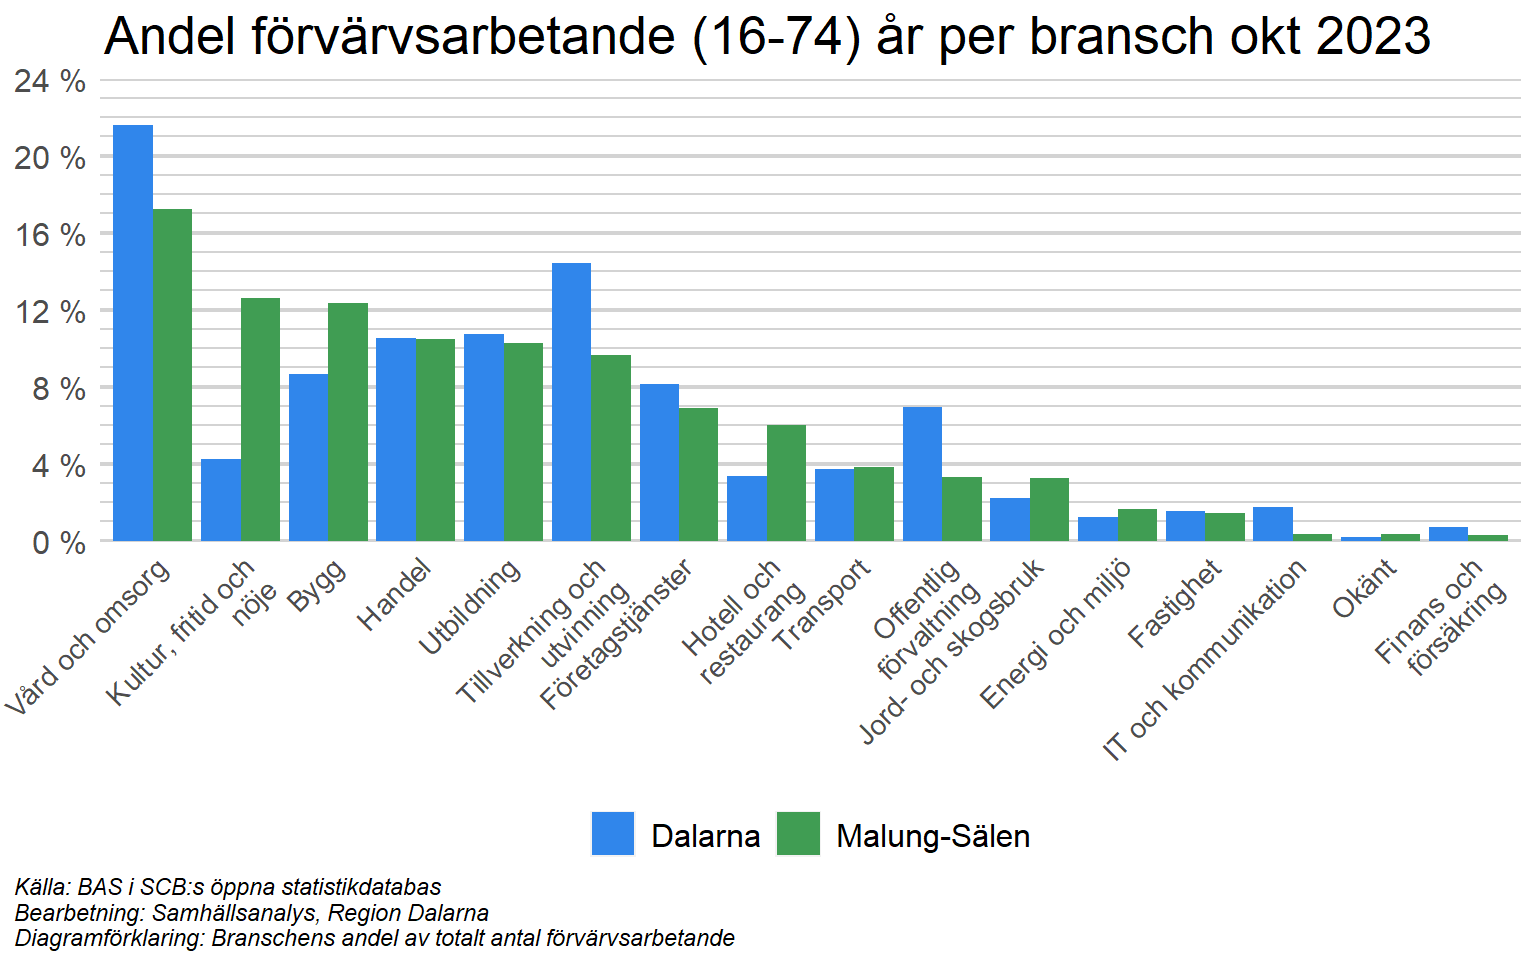 Andel förvärvsarbetande (16-74) år per bransch okt 2023
24 %
20 %
16 %
12 %
8 %
4 %
0 %
Vård och omsorg
Kultur, fritid och
nöje
Bygg
Handel
Utbildning
Tillverkning och
utvinning
Företagstjänster
Hotell och
restaurang
Transport
Offentlig
förvaltning
Jord- och skogsbruk
Energi och miljö
Fastighet
IT och kommunikation
Okänt
Finans och
försäkring
Dalarna
Malung-Sälen
Källa: BAS i SCB:s öppna statistikdatabas
Bearbetning: Samhällsanalys, Region Dalarna
Diagramförklaring: Branschens andel av totalt antal förvärvsarbetande